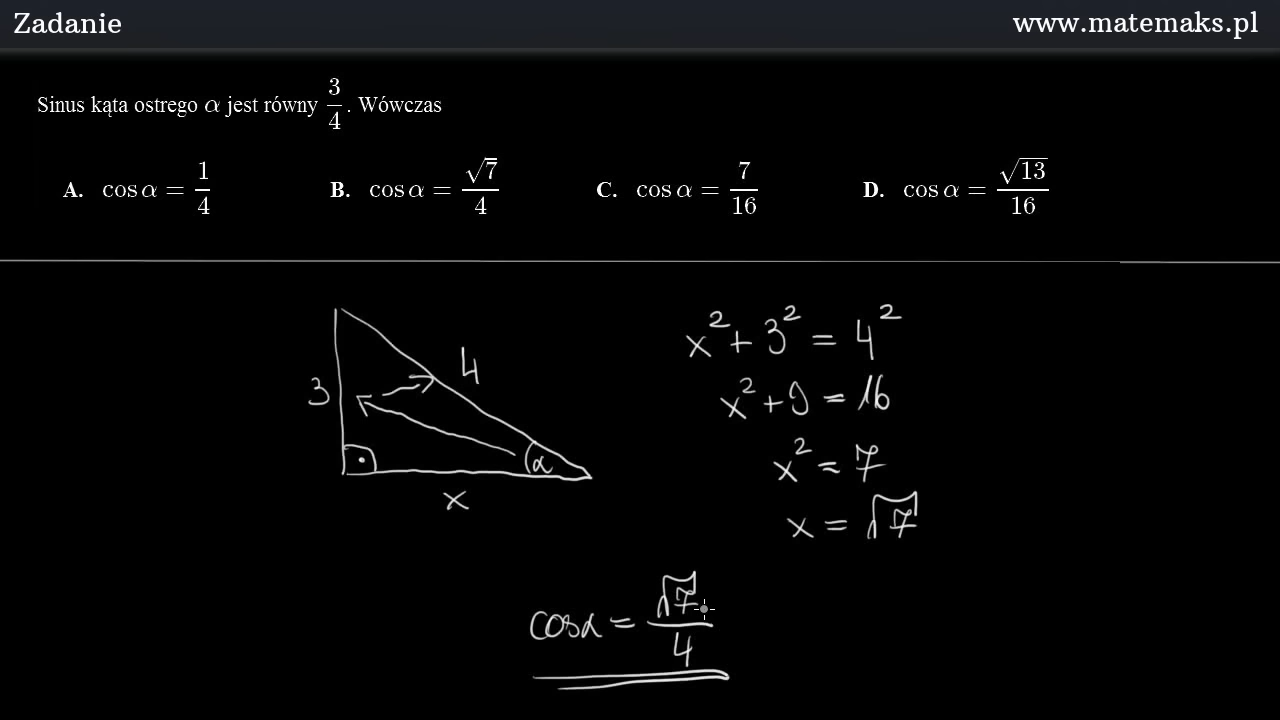 Zadanie www.matemaks.pl
Sinus kąta ostrego α jest równy 3/4. Wówczas
A. cos α = 1/4 B. cos α = √7/4 C. cos α = 7/16 D. cos α = √13/16
3
4
α
x
x² + 3² = 4²
x² + 9 = 16
x² = 7
x = √7
cosα = √7/4